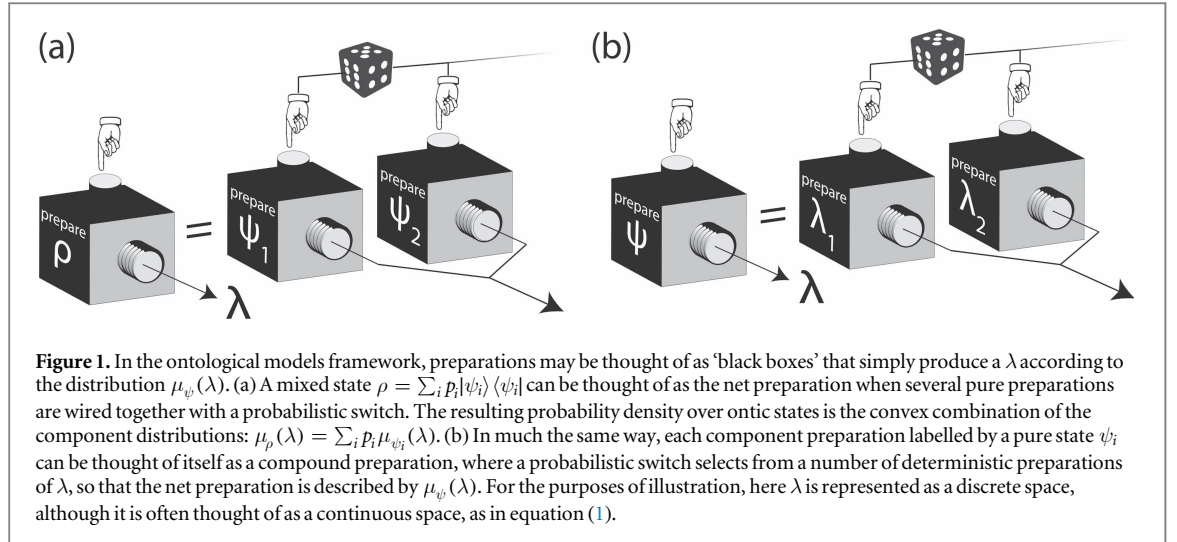 (a)
(b)
prepare
ρ
=
prepare
ψ1
prepare
ψ2
λ
prepare
ψ
=
prepare
λ1
prepare
λ2
λ
Figure 1. In the ontological models framework, preparations may be thought of as ‘black boxes’ that simply produce a λ according to
the distribution μψ(λ). (a) A mixed state ρ = ∑i pi|ψi⟩⟨ψi| can be thought of as the net preparation when several pure preparations
are wired together with a probabilistic switch. The resulting probability density over ontic states is the convex combination of the
component distributions: μρ(λ) = ∑i piμψi(λ). (b) In much the same way, each component preparation labelled by a pure state ψi
can be thought of itself as a compound preparation, where a probabilistic switch selects from a number of deterministic preparations
of λ, so that the net preparation is described by μψ(λ). For the purposes of illustration, here λ is represented as a discrete space,
although it is often thought of as a continuous space, as in equation (1).